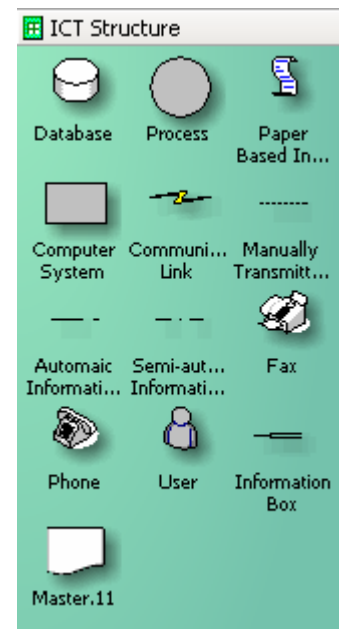 ICT Structure
Database Process Paper
Based In...
Computer Communi... Manually
System Link Transmitt...
Automaic Semi-aut... Fax
Informati... Informati...
Phone User Information
Box
Master.11